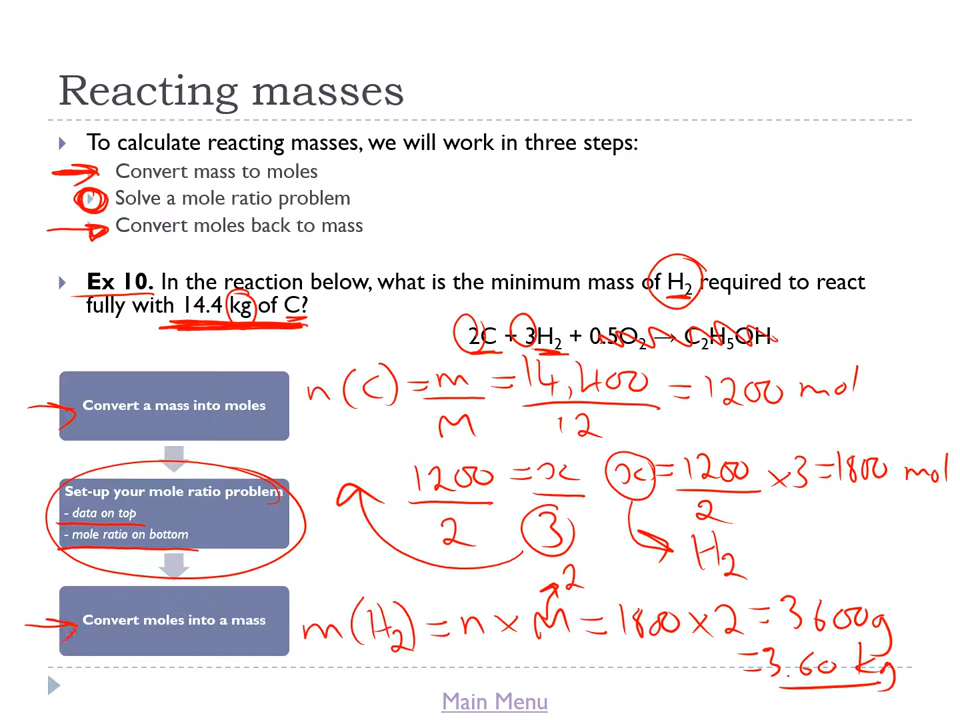 Reacting masses
To calculate reacting masses, we will work in three steps:
Convert mass to moles
Solve a mole ratio problem
Convert moles back to mass
Ex 10. In the reaction below, what is the minimum mass of H₂ required to react
fully with 14.4 kg of C?
2C + 3H₂ + 0.5O₂ → C₂H₅OH
Convert a mass into moles
n(C) = m/M = 14,400/12 = 1200 mol
Set-up your mole ratio problem
- data on top
- mole ratio on bottom
1200/2 = x/3 x = 1200/2 × 3 = 1800 mol
H₂
2
Convert moles into a mass
m(H₂) = n × M = 1800 × 2 = 3600g
= 3.60 kg
Main Menu